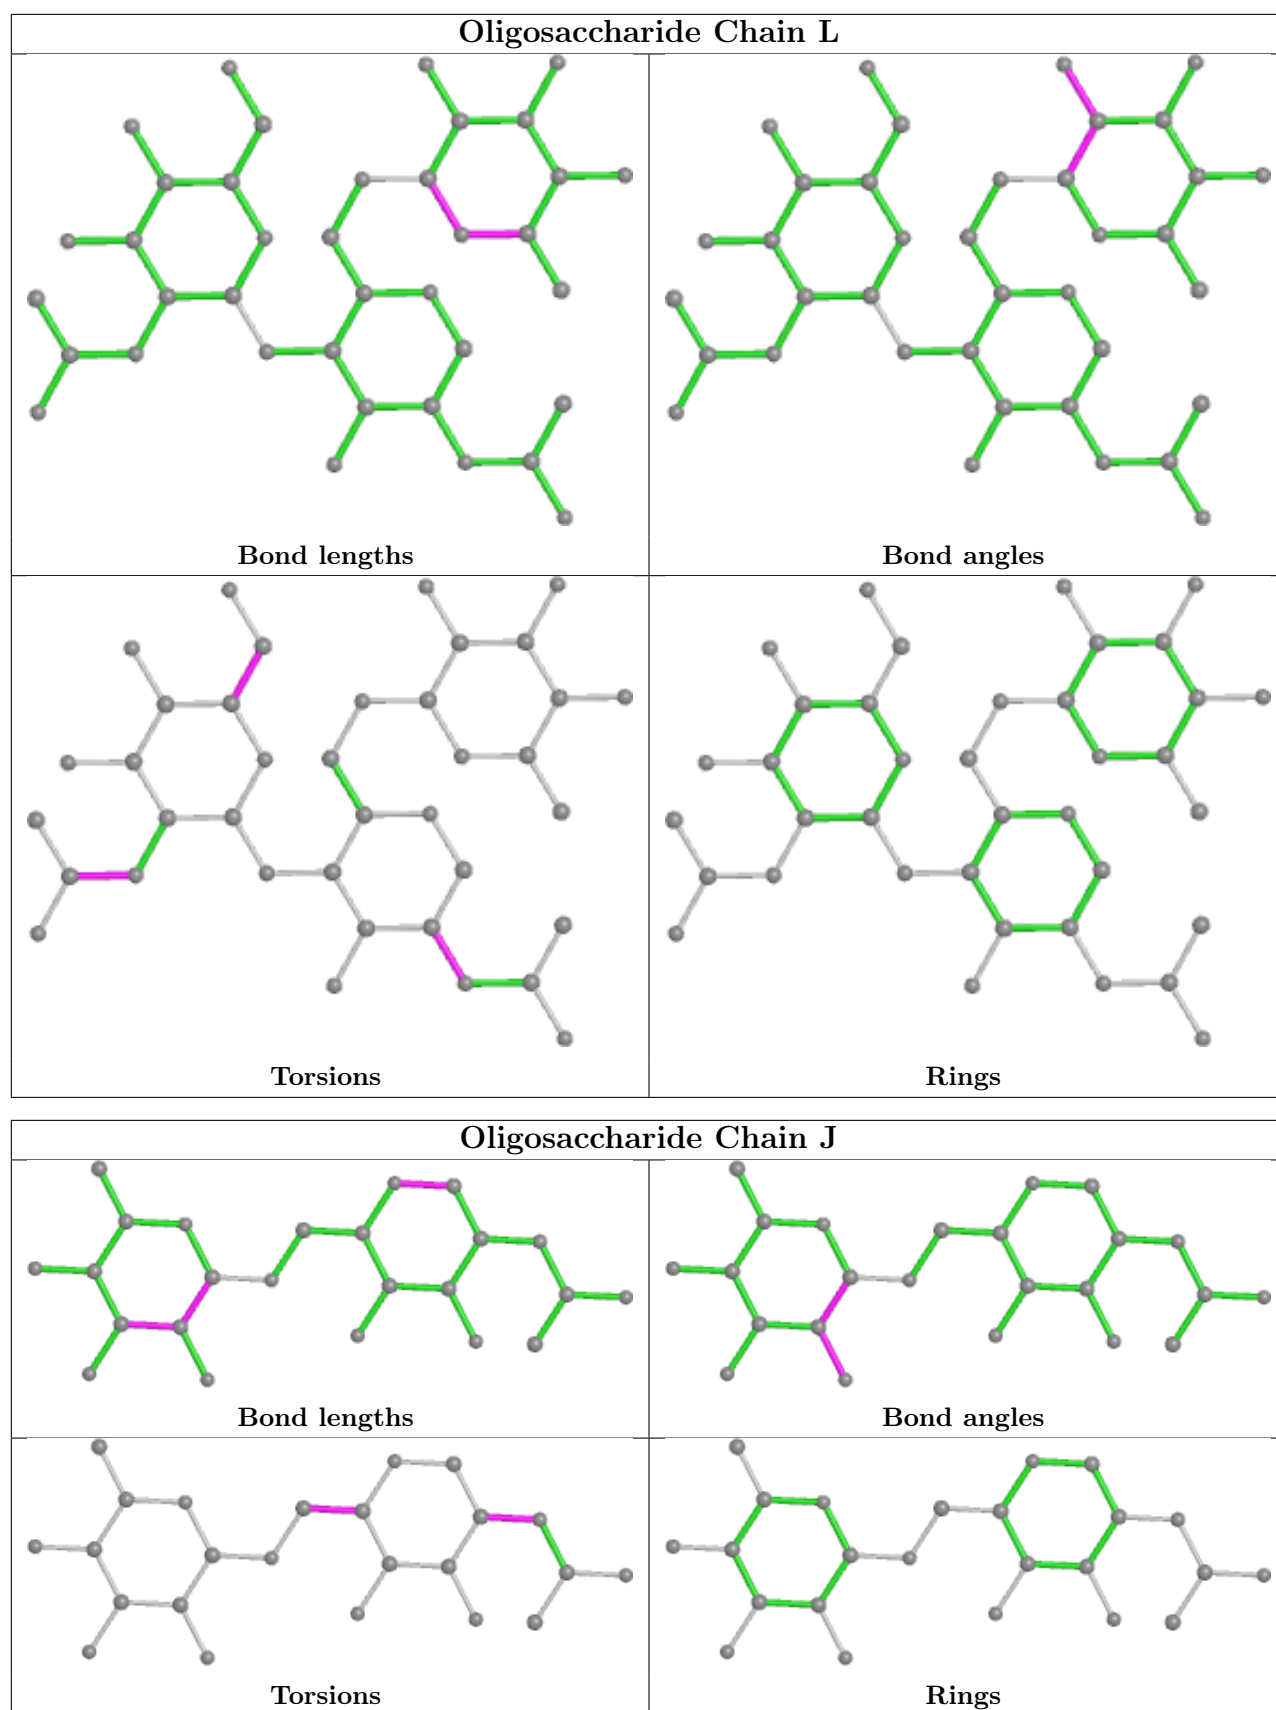 Oligosaccharide Chain L
Bond lengths
Bond angles
Torsions
Rings
Oligosaccharide Chain J
Bond lengths
Bond angles
Torsions
Rings